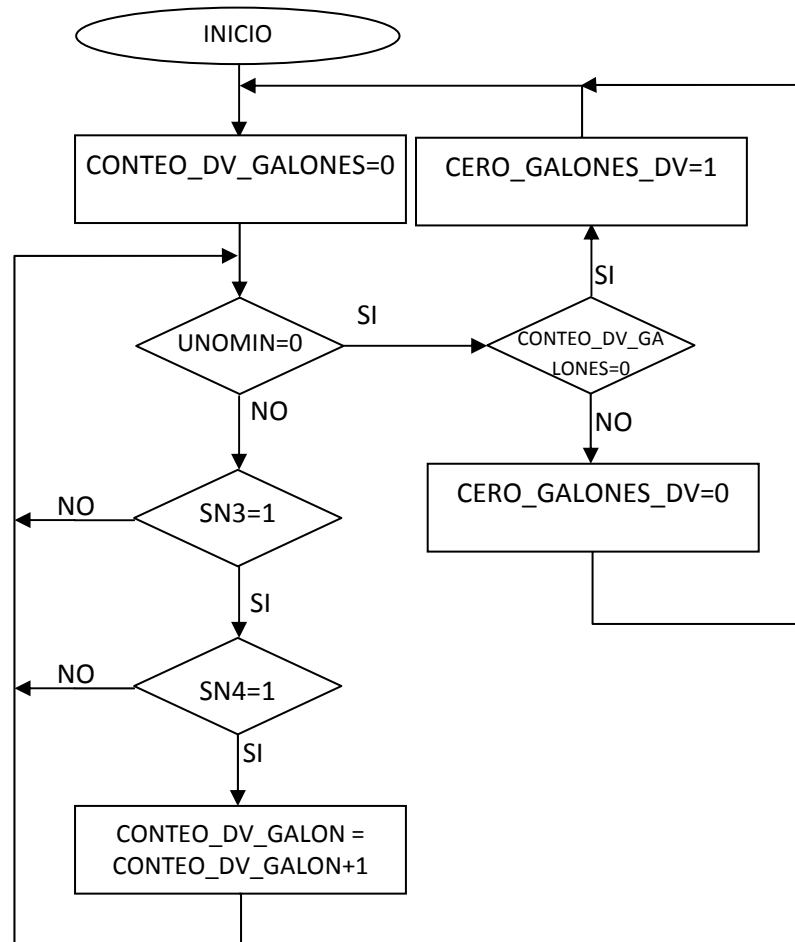 INICIO
CONTEO_DV_GALONES=0
CERO_GALONES_DV=1
SI
SI
UNOMIN=0
CONTEO_DV_GA
LONES=0
NO
NO
CERO_GALONES_DV=0
NO
SN3=1
SI
NO
SN4=1
SI
CONTEO_DV_GALON =
CONTEO_DV_GALON+1